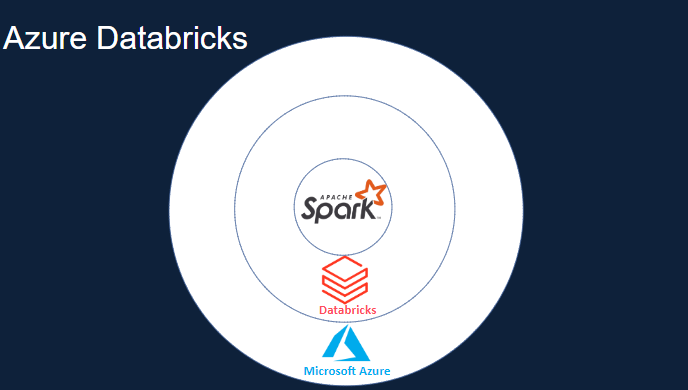 Azure Databricks
APACHE
Spark
Databricks
Microsoft Azure